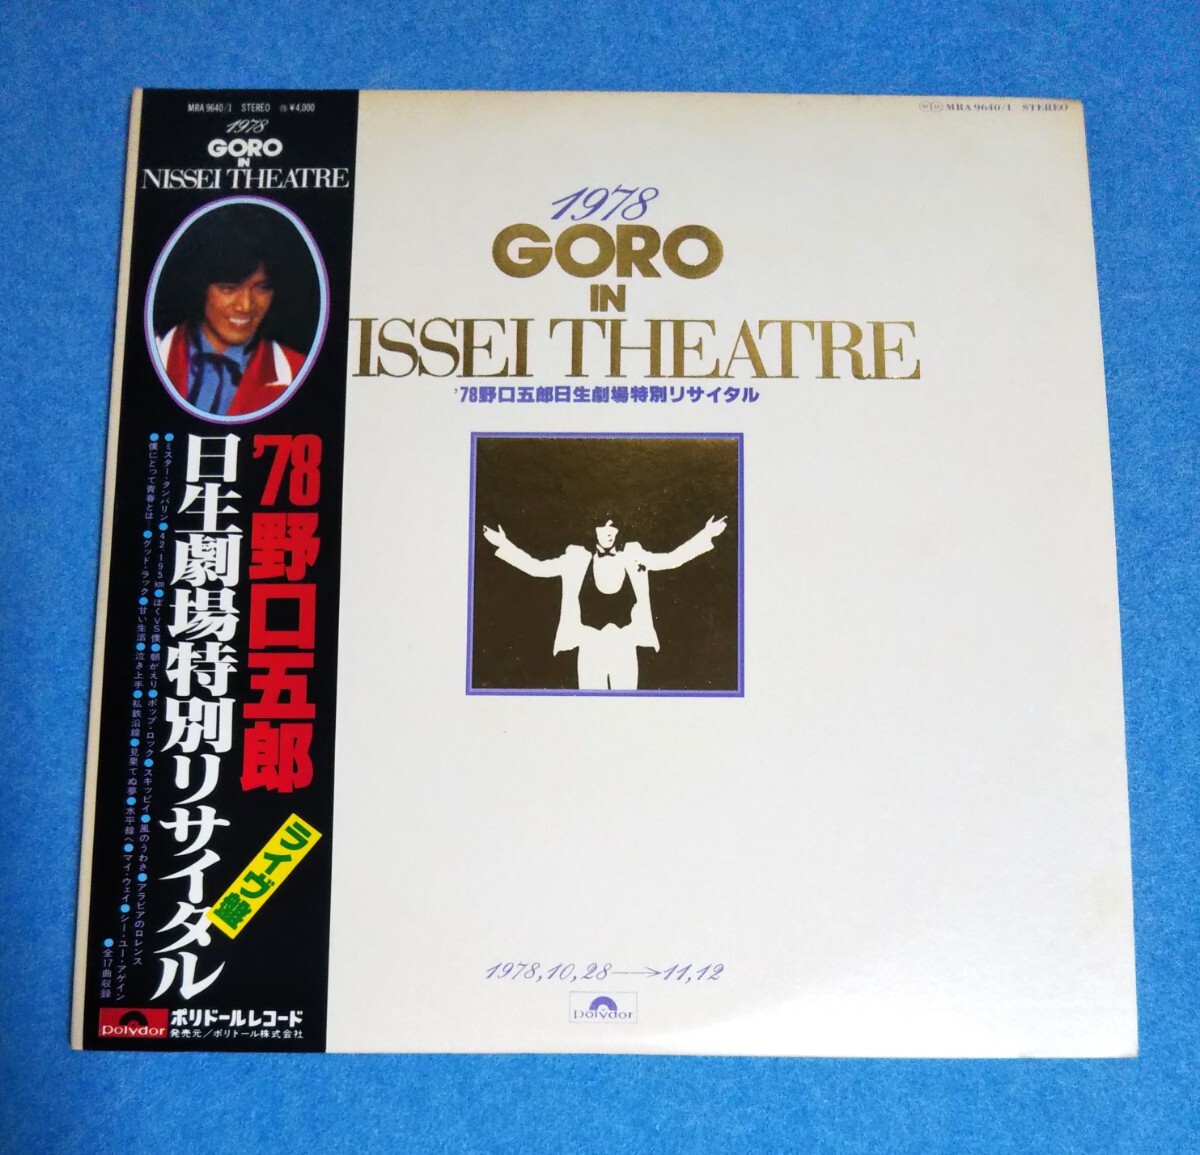 MRA 9640/1 STEREO ¥4,000
1978
GORO
IN
NISSEI THEATRE
'78野口五郎
日生劇場特別リサイタル
●ミスター・タンバリン●42.195km●ぼくVS僕●朝がえり●ポップ・ロック●スキッピイ●風のうわさ●アラビアのロレンス
●僕にとって青春とは…●グッド・ラック●甘い生活●泣き上手●私鉄沿線●見果てぬ夢●水平線へ●マイ・ウェイ●シー・ユー・アゲイン
●全17曲収録
ライヴ盤
polydor
ポリドールレコード
発売元/ポリドール株式会社
MRA 9640/1 STEREO
1978
GORO
IN
ISSEI THEATRE
'78野口五郎日生劇場特別リサイタル
1978,10,28→11,12
polydor